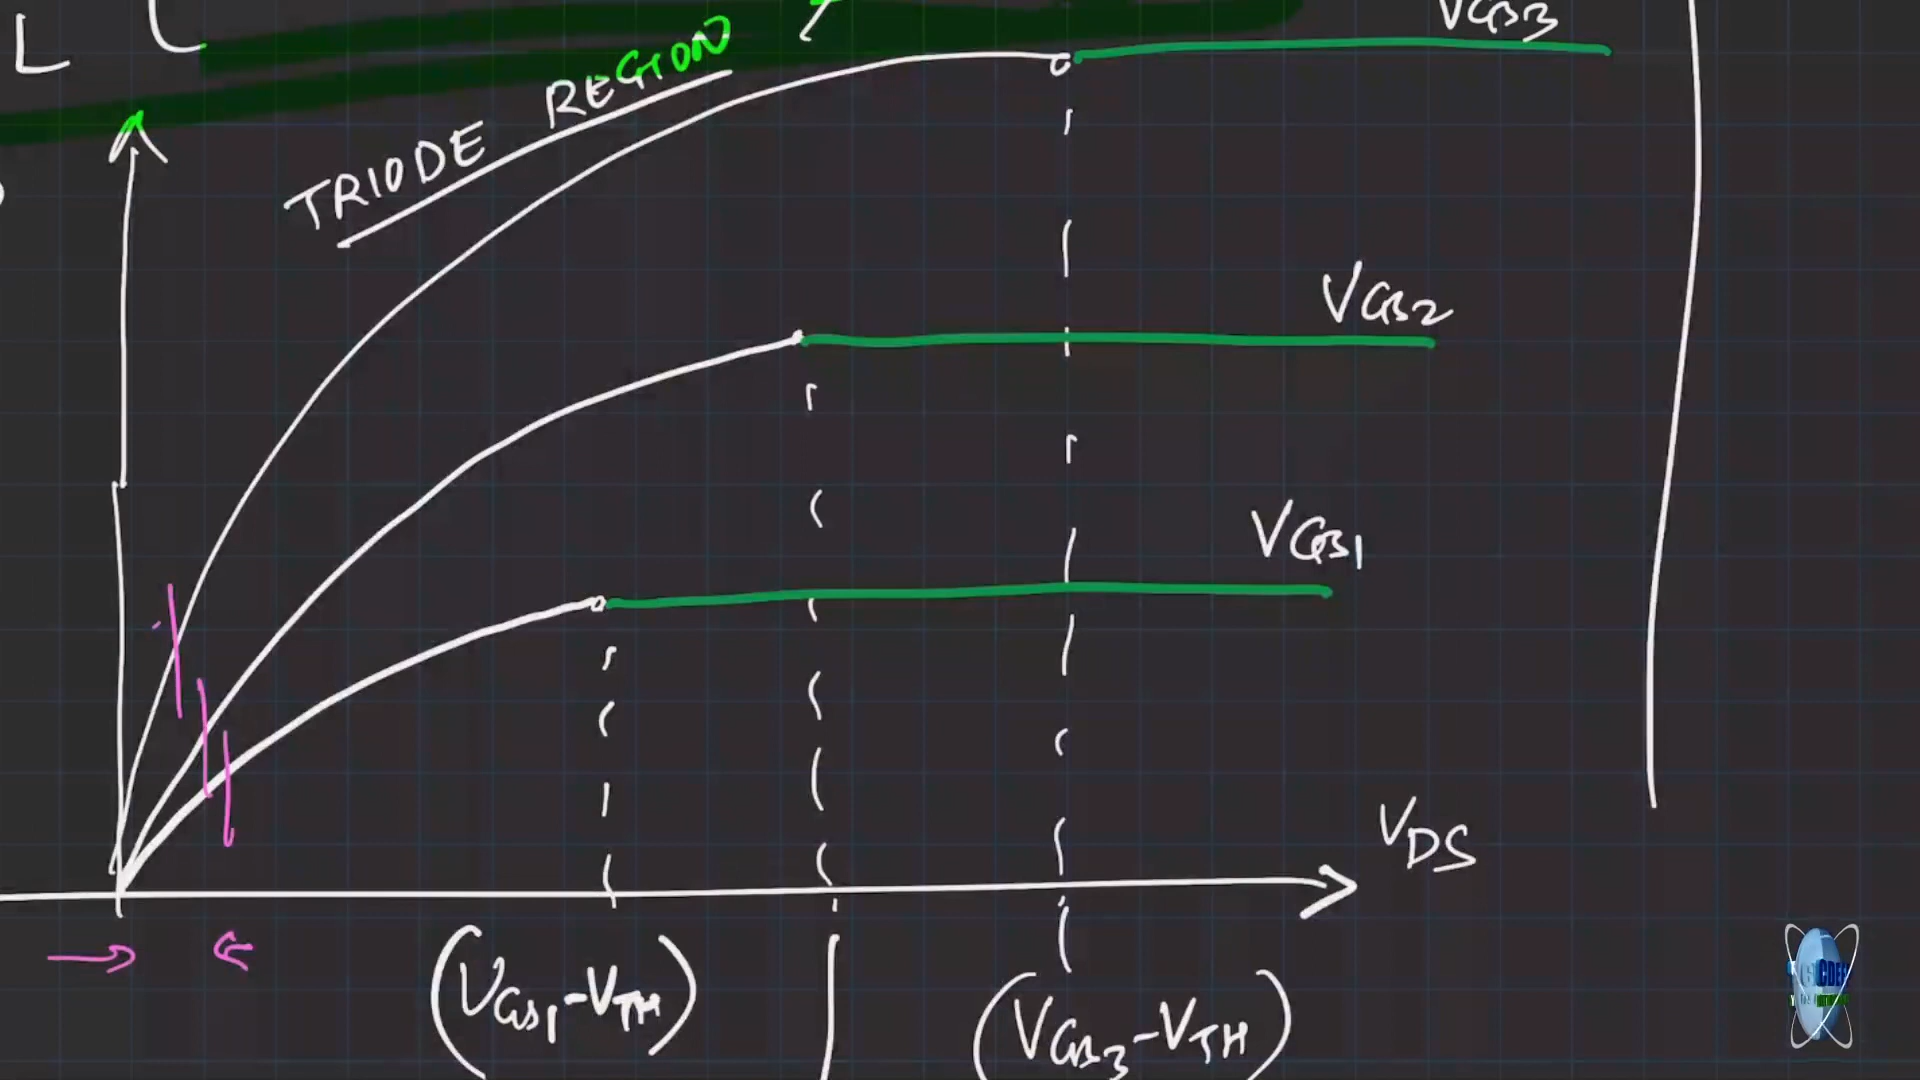 L
VGS3
TRIODE REGION
VGS2
VGS1
VDS
(VGS1-VTH)
(VGS3-VTH)